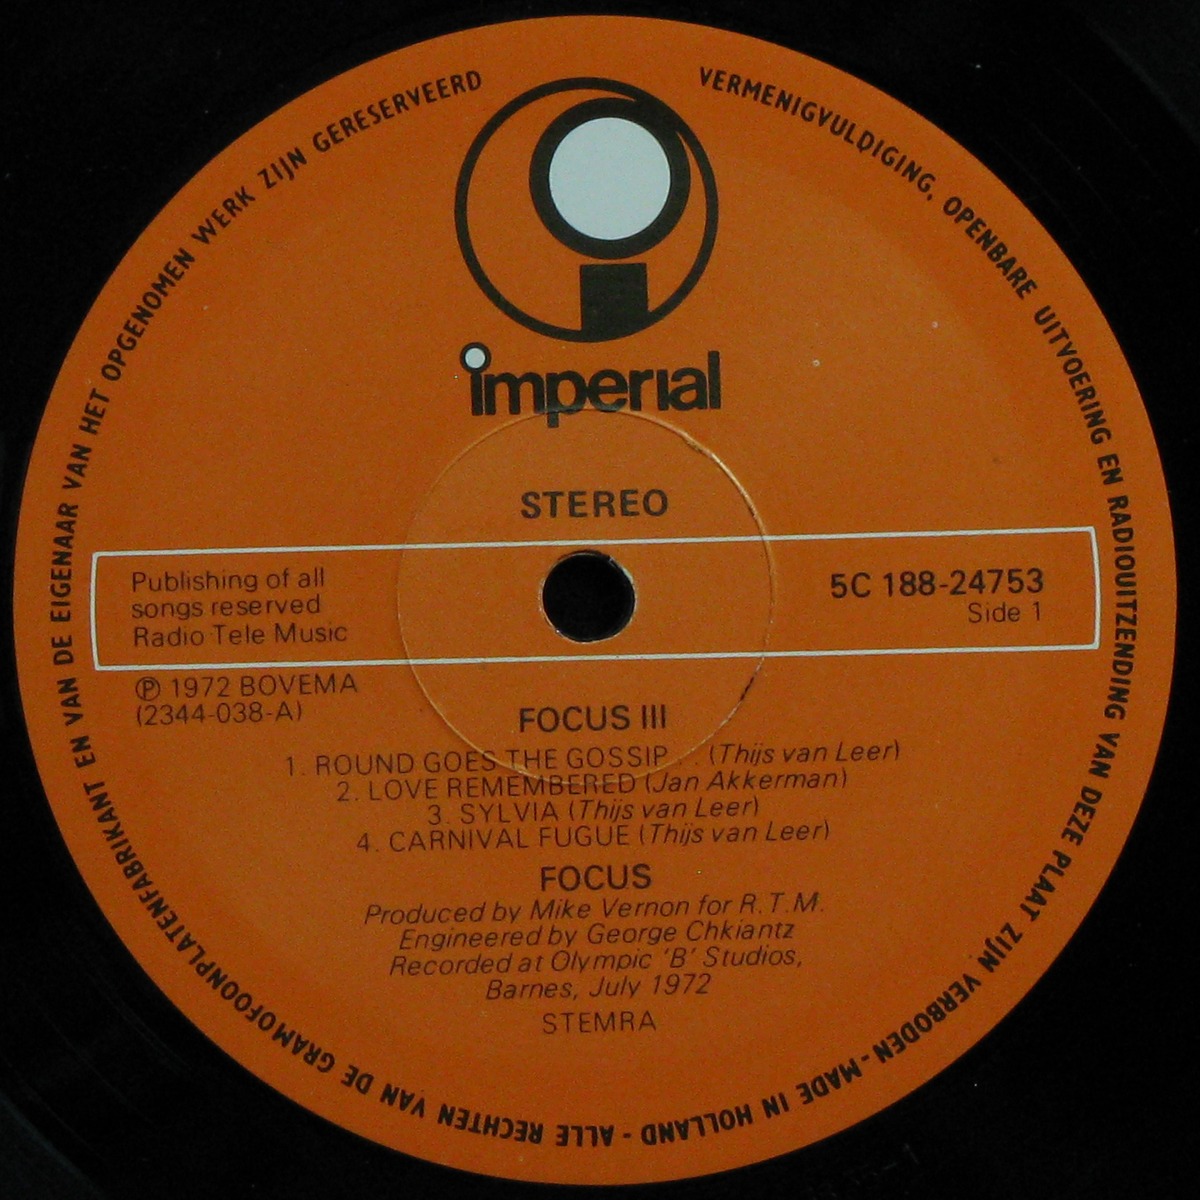 VERMENIGVULDIGING, OPENBARE UITVOERING EN RADIOUITZENDING VAN DEZE PLAAT ZIJN VERBODEN - MADE IN HOLLAND - ALLE RECHTEN VAN DE GRAMOFOONPLATENFABRIKANT EN VAN DE EIGENAAR VAN HET OPGENOMEN WERK ZIJN GERESERVEERD
imperial
STEREO
Publishing of all
songs reserved
Radio Tele Music
5C 188-24753
Side 1
℗ 1972 BOVEMA
(2344-038-A)
FOCUS III
1. ROUND GOES THE GOSSIP . . . (Thijs van Leer)
2. LOVE REMEMBERED (Jan Akkerman)
3. SYLVIA (Thijs van Leer)
4. CARNIVAL FUGUE (Thijs van Leer)
FOCUS
Produced by Mike Vernon for R.T.M.
Engineered by George Chkiantz
Recorded at Olympic 'B' Studios,
Barnes, July 1972
STEMRA